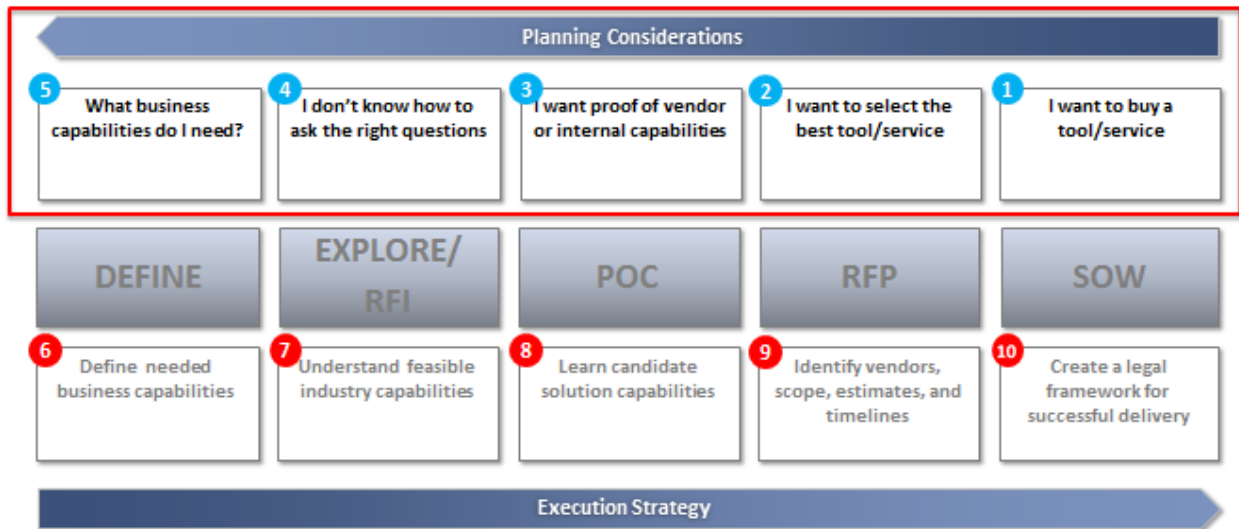 Planning Considerations
5
What business
capabilities do I need?
4
I don't know how to
ask the right questions
3
I want proof of vendor
or internal capabilities
2
I want to select the
best tool/service
1
I want to buy a
tool/service
DEFINE
EXPLORE/
RFI
POC
RFP
SOW
6
Define needed
business capabilities
7
Understand feasible
industry capabilities
8
Learn candidate
solution capabilities
9
Identify vendors,
scope, estimates, and
timelines
10
Create a legal
framework for
successful delivery
Execution Strategy